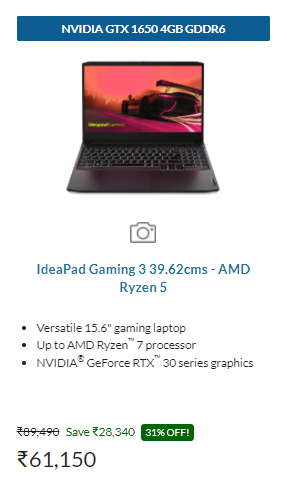 NVIDIA GTX 1650 4GB GDDR6
ideapad Gaming
IdeaPad Gaming 3 39.62cms - AMD
Ryzen 5
Versatile 15.6" gaming laptop
Up to AMD Ryzen™ 7 processor
NVIDIA® GeForce RTX™ 30 series graphics
₹89,490 Save ₹28,340 31% OFF!
₹61,150